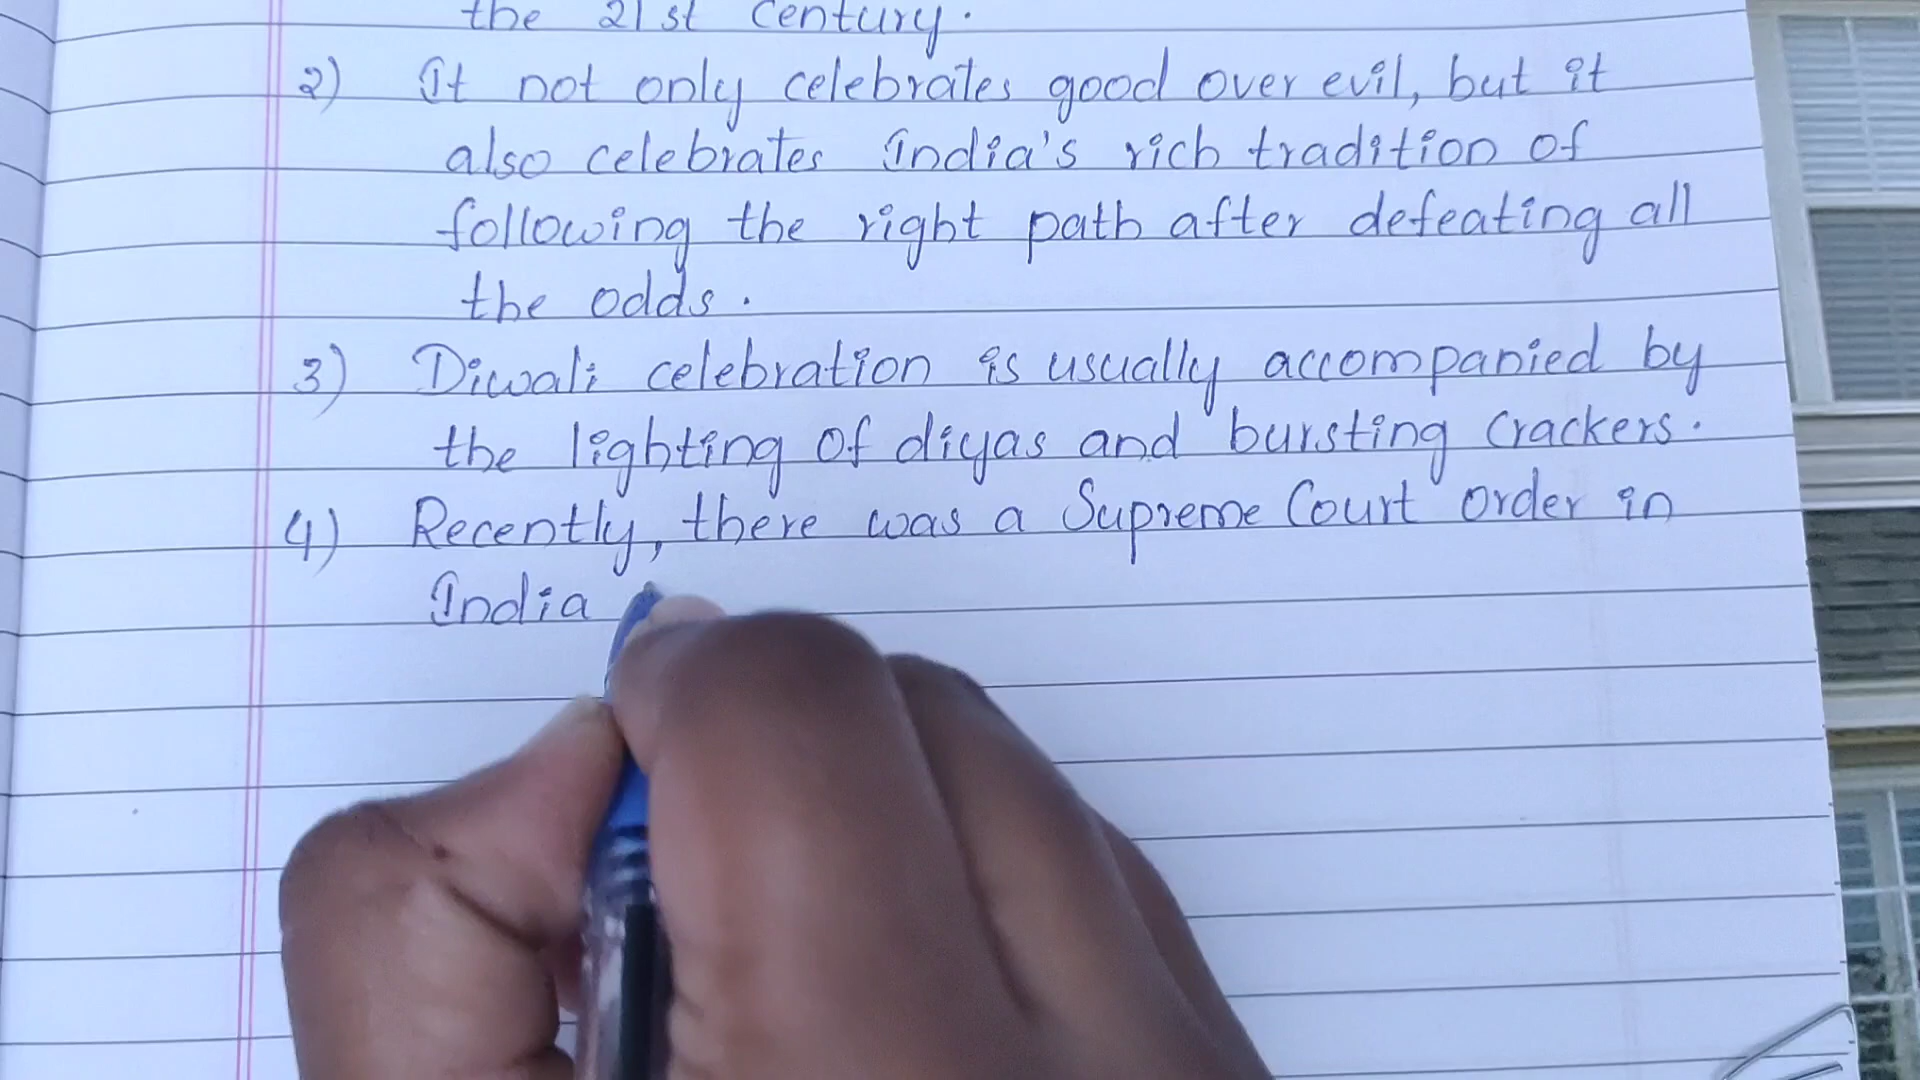 the 21st century.
2) It not only celebrates good over evil, but it
also celebrates India's rich tradition of
following the right path after defeating all
the odds.
3) Diwali celebration is usually accompanied by
the lighting of diyas and bursting crackers.
4) Recently, there was a Supreme Court order in
India